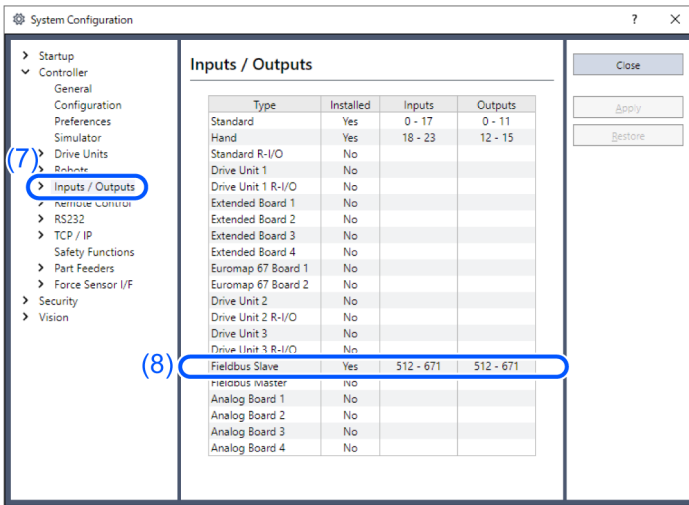 System Configuration ? ×
Startup
Controller
General
Configuration
Preferences
Simulator
Drive Units
(7)
Robots
Inputs / Outputs
Remote Control
RS232
TCP / IP
Safety Functions
Part Feeders
Force Sensor I/F
Security
Vision
Inputs / Outputs
Type Installed Inputs Outputs
Standard Yes 0 - 17 0 - 11
Hand Yes 18 - 23 12 - 15
Standard R-I/O No
Drive Unit 1 No
Drive Unit 1 R-I/O No
Extended Board 1 No
Extended Board 2 No
Extended Board 3 No
Extended Board 4 No
Euromap 67 Board 1 No
Euromap 67 Board 2 No
Drive Unit 2 No
Drive Unit 2 R-I/O No
Drive Unit 3 No
Drive Unit 3 R-I/O No
(8) Fieldbus Slave Yes 512 - 671 512 - 671
Fieldbus Master No
Analog Board 1 No
Analog Board 2 No
Analog Board 3 No
Analog Board 4 No
Close
Apply
Restore